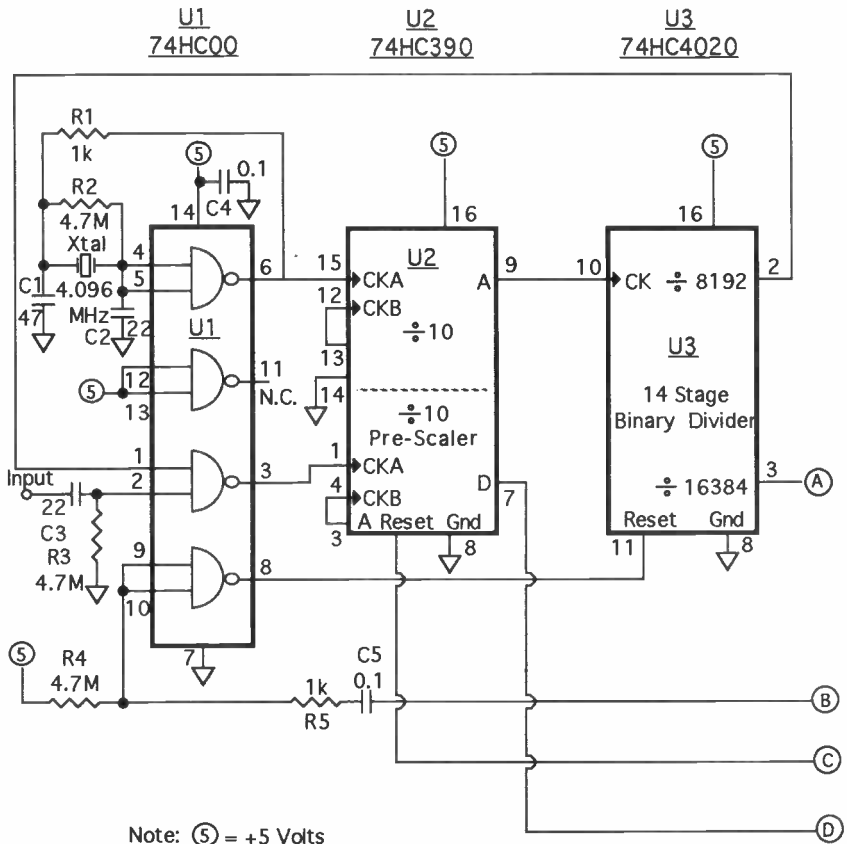 U1
74HC00
U2
74HC390
U3
74HC4020
R1
1k
R2
4.7M
Xtal
4.096
MHz
C1
47
C2
22
5
0.1
C4
14
4
5
6
U1
5
12
13
11
N.C.
1
2
3
Input
22
C3
R3
4.7M
9
10
8
7
5
R4
4.7M
1k
R5
C5
0.1
5
16
15
CKA
U2
A
9
12
CKB
÷10
13
14
÷10
Pre-Scaler
1
CKA
4
CKB
D
7
A Reset Gnd
3
8
5
16
10
CK ÷ 8192
2
U3
14 Stage
Binary Divider
÷ 16384
3
A
Reset Gnd
11
8
B
C
D
Note: 5 = +5 Volts